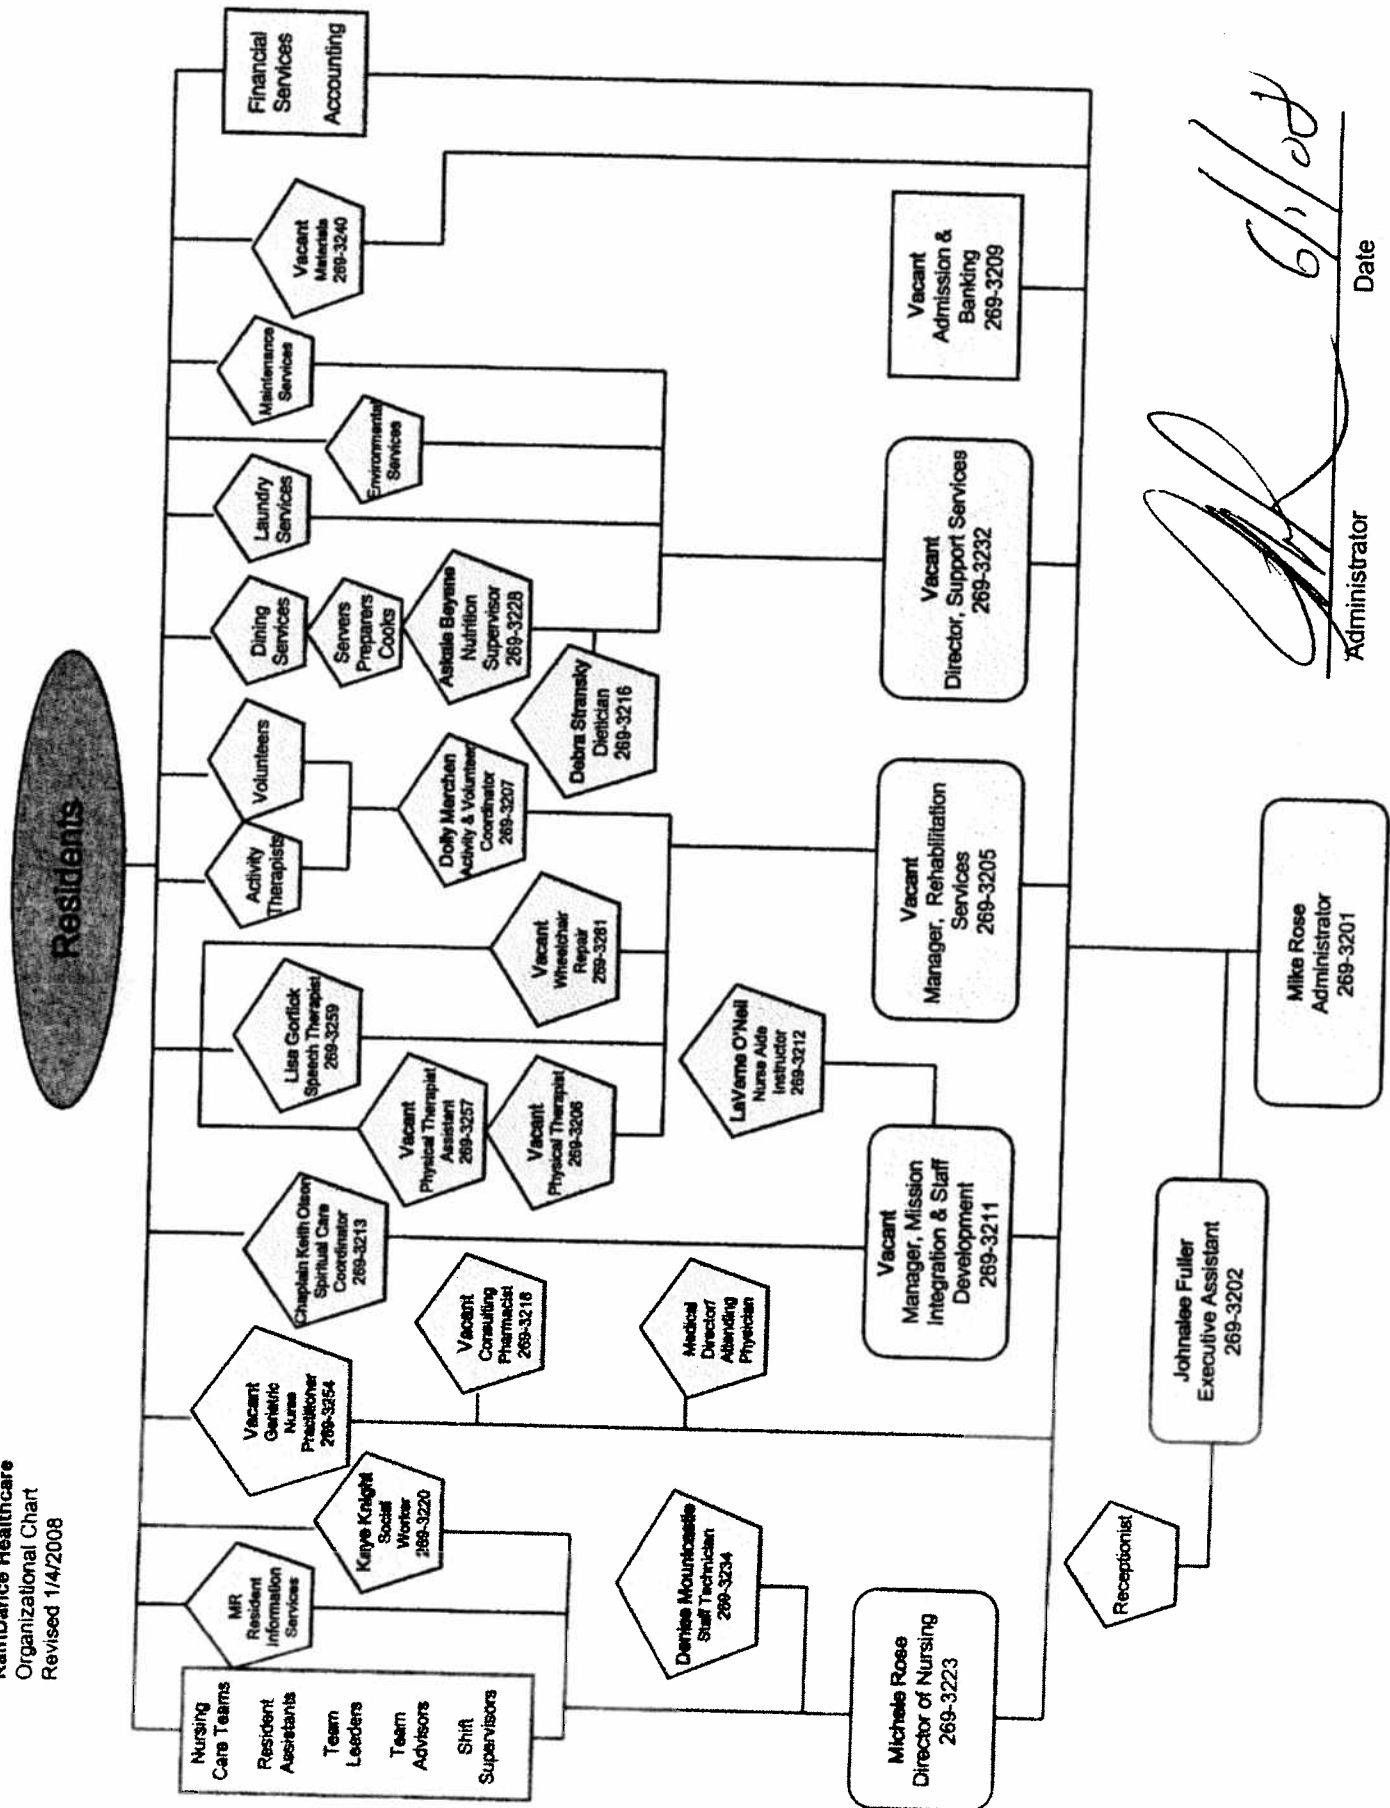 Healthcare
Organizational Chart
Revised 1/4/2008
Residents
Nursing
Care Teams
Resident
Assistants
Team
Leaders
Team
Advisors
Shift
Supervisors
MR
Resident
Information
Services
Kaye Knight
Social
Worker
269-3220
Vacant
Geriatric
Nurse
Practitioner
269-3254
Chaplain Keith Olson
Spiritual Care
Coordinator
269-3213
Lisa Gorlick
Speech Therapist
269-3259
Activity
Therapists
Volunteers
Dining
Services
Servers
Preparers
Cooks
Askale Beyene
Nutrition
Supervisor
269-3228
Laundry
Services
Environmental
Services
Maintenance
Services
Vacant
Materials
269-3240
Financial
Services
Accounting
Vacant
Consulting
Pharmacist
269-3218
Vacant
Physical Therapist
Assistant
269-3257
Vacant
Physical Therapist
269-3206
Vacant
Wheelchair
Repair
269-3281
Dolly Merchen
Activity & Volunteer
Coordinator
269-3207
Debra Stransky
Dietician
269-3216
Denise Mountcastle
Staff Technician
269-3234
Medical
Director/
Attending
Physician
LaVerne O'Neil
Nurse Aide
Instructor
269-3212
Michele Rose
Director of Nursing
269-3223
Vacant
Manager, Mission
Integration & Staff
Development
269-3211
Vacant
Manager, Rehabilitation
Services
269-3205
Vacant
Director, Support Services
269-3232
Vacant
Admission &
Banking
269-3209
Receptionist
Johnalee Fuller
Executive Assistant
269-3202
Mike Rose
Administrator
269-3201
Administrator
Date